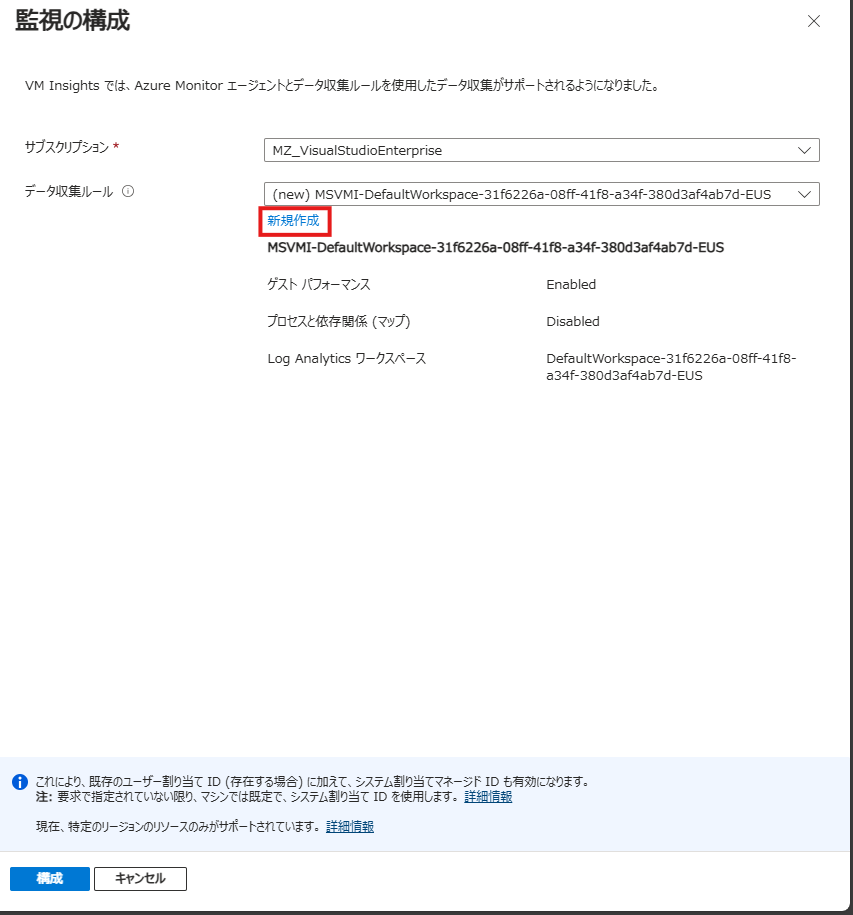 監視の構成
VM Insights では、Azure Monitor エージェントとデータ収集ルールを使用したデータ収集がサポートされるようになりました。
サブスクリプション *
MZ_VisualStudioEnterprise
データ収集ルール
(new) MSVMI-DefaultWorkspace-31f6226a-08ff-41f8-a34f-380d3af4ab7d-EUS
新規作成
MSVMI-DefaultWorkspace-31f6226a-08ff-41f8-a34f-380d3af4ab7d-EUS
ゲスト パフォーマンス
Enabled
プロセスと依存関係 (マップ)
Disabled
Log Analytics ワークスペース
DefaultWorkspace-31f6226a-08ff-41f8-
a34f-380d3af4ab7d-EUS
これにより、既存のユーザー割り当て ID (存在する場合) に加えて、システム割り当てマネージド ID も有効になります。
注: 要求で指定されていない限り、マシンでは既定で、システム割り当て ID を使用します。 詳細情報
現在、特定のリージョンのリソースのみがサポートされています。 詳細情報
構成
キャンセル